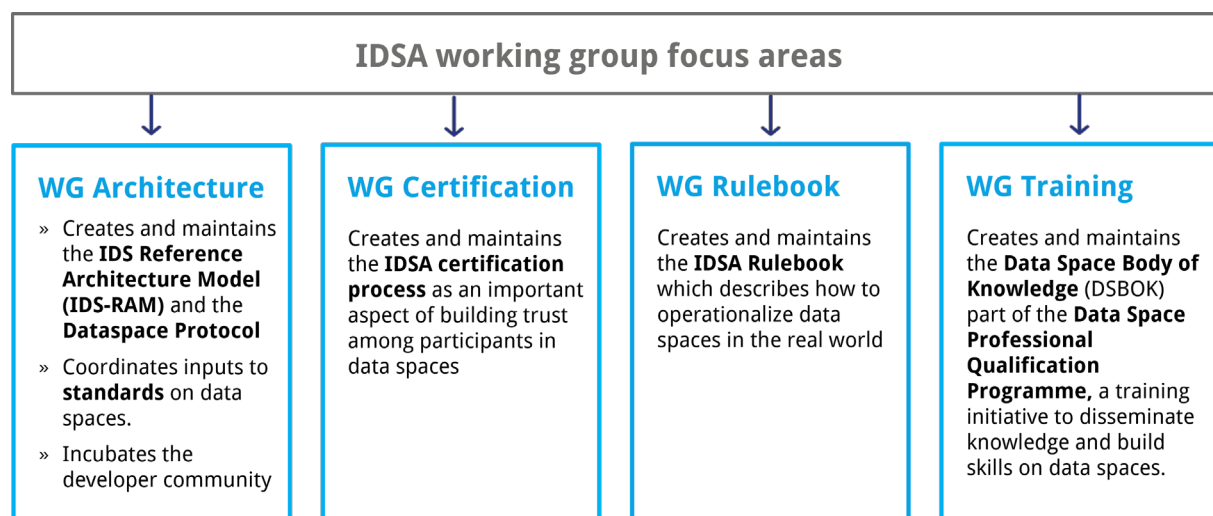 IDSA working group focus areas
WG Architecture
» Creates and maintains
the IDS Reference
Architecture Model
(IDS-RAM) and the
Dataspace Protocol
» Coordinates inputs to
standards on data
spaces.
» Incubates the
developer community
WG Certification
Creates and maintains
the IDSA certification
process as an important
aspect of building trust
among participants in
data spaces
WG Rulebook
Creates and maintains
the IDSA Rulebook
which describes how to
operationalize data
spaces in the real world
WG Training
Creates and maintains
the Data Space Body of
Knowledge (DSBOK)
part of the Data Space
Professional
Qualification
Programme, a training
initiative to disseminate
knowledge and build
skills on data spaces.